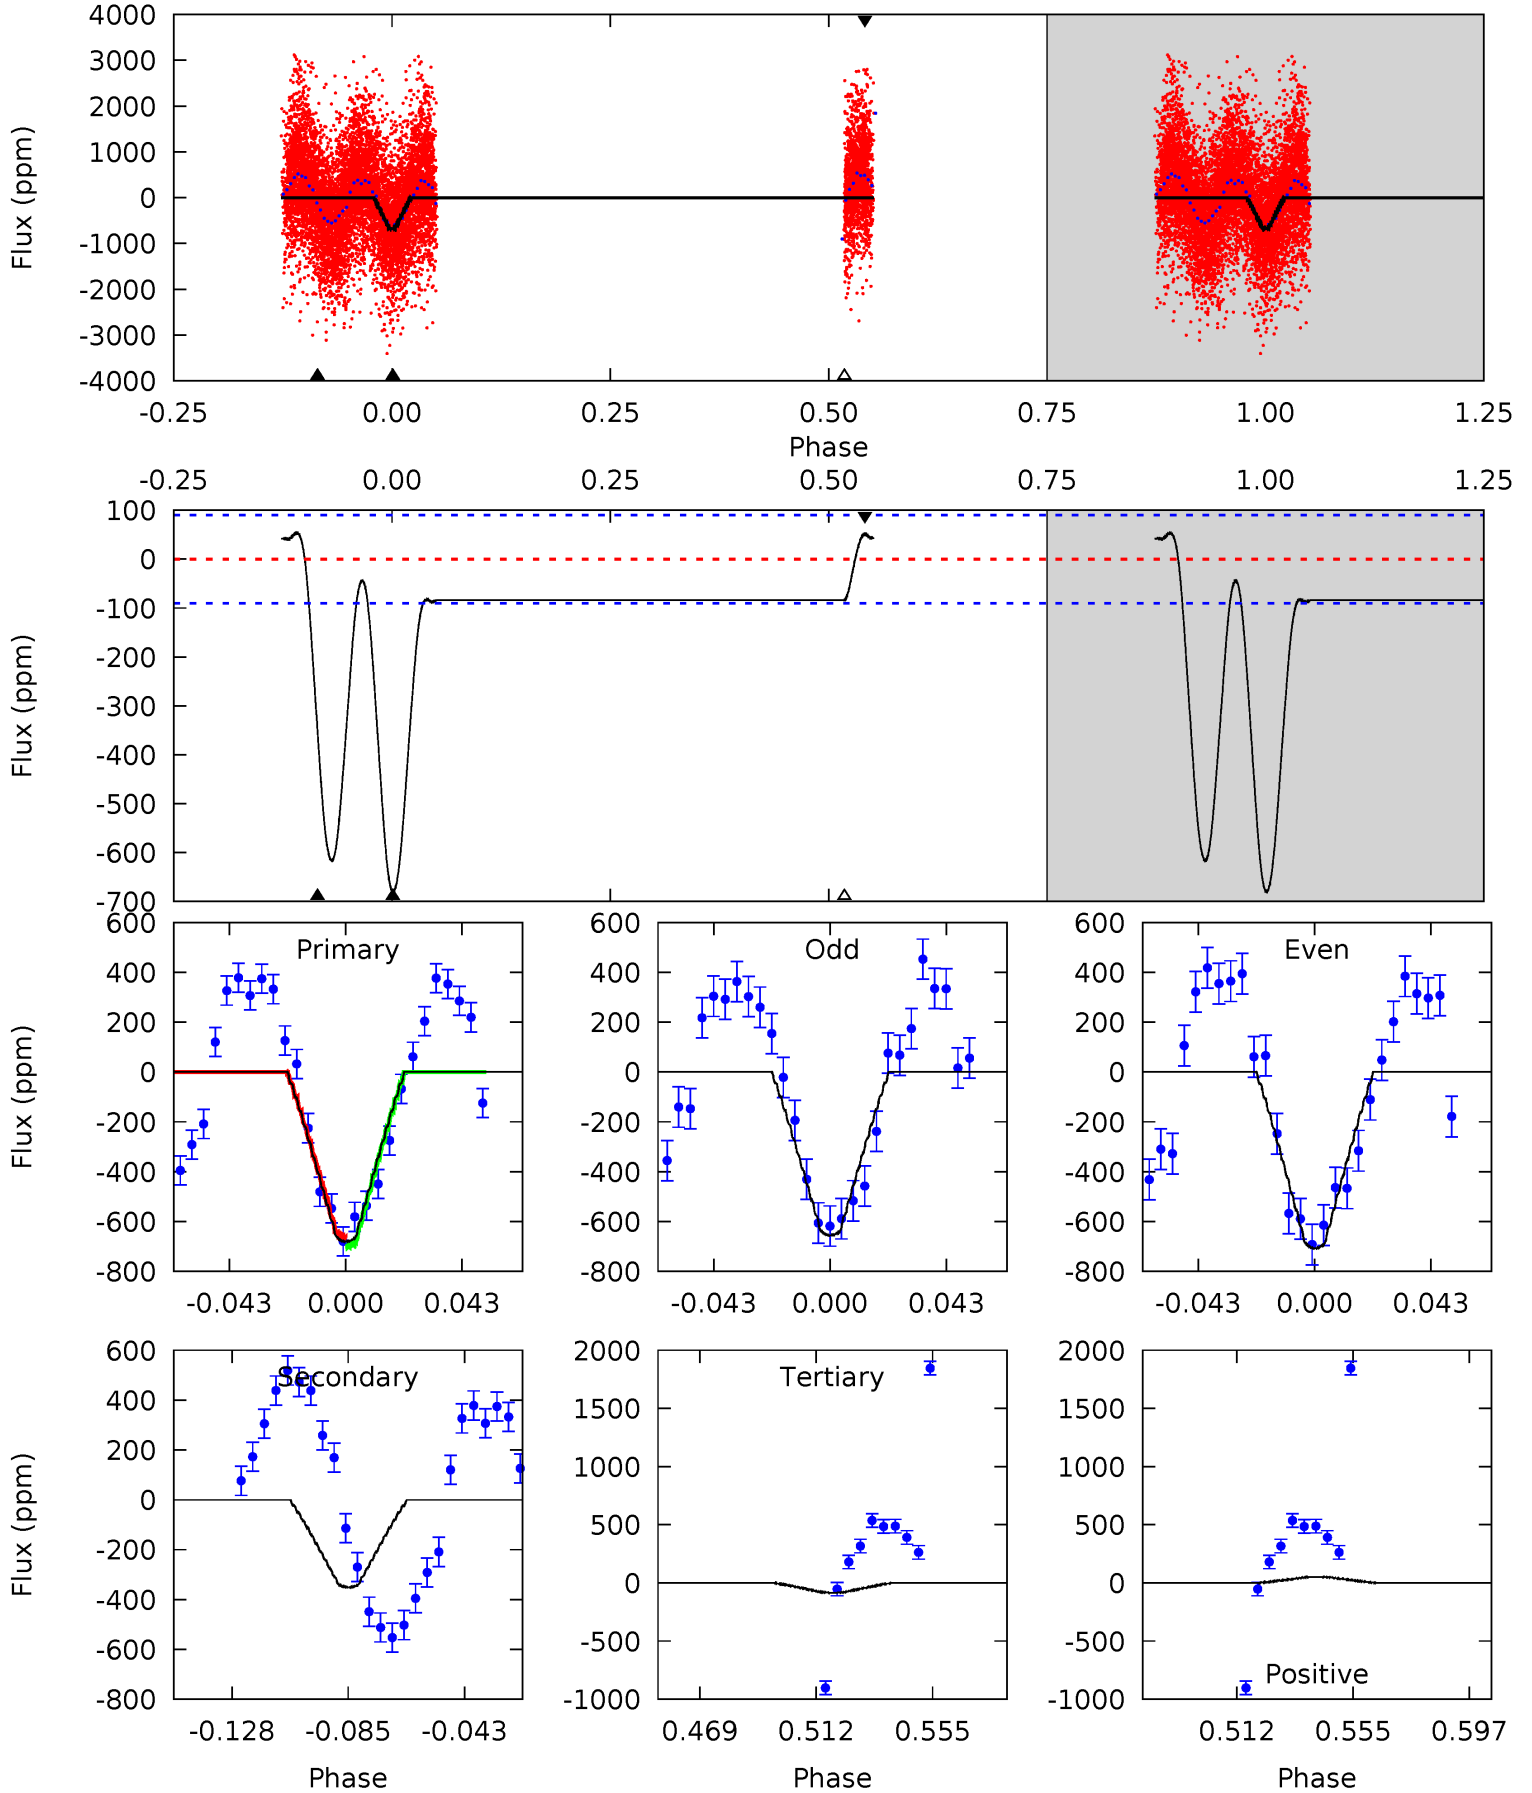 4000
3000
2000
1000
0
-1000
-2000
-3000
-4000
Flux (ppm)
-0.25 0.00 0.25 0.50 0.75 1.00 1.25
Phase
-0.25 0.00 0.25 0.50 0.75 1.00 1.25
100
0
-100
-200
-300
-400
-500
-600
-700
Flux (ppm)
Primary Odd Even
600 600 600
400 400 400
200 200 200
0 0 0
-200 -200 -200
-400 -400 -400
-600 -600 -600
-800 -800 -800
Flux (ppm)
-0.043 0.000 0.043 -0.043 0.000 0.043 -0.043 0.000 0.043
Secondary Tertiary
600 2000 2000
400 1500 1500
200 1000 1000
0 500 500
-200 0 0
-400 -500 -500
-600 -1000 -1000
-800
Positive
Flux (ppm)
-0.128 -0.085 -0.043 0.469 0.512 0.555 0.512 0.555 0.597
Phase Phase Phase